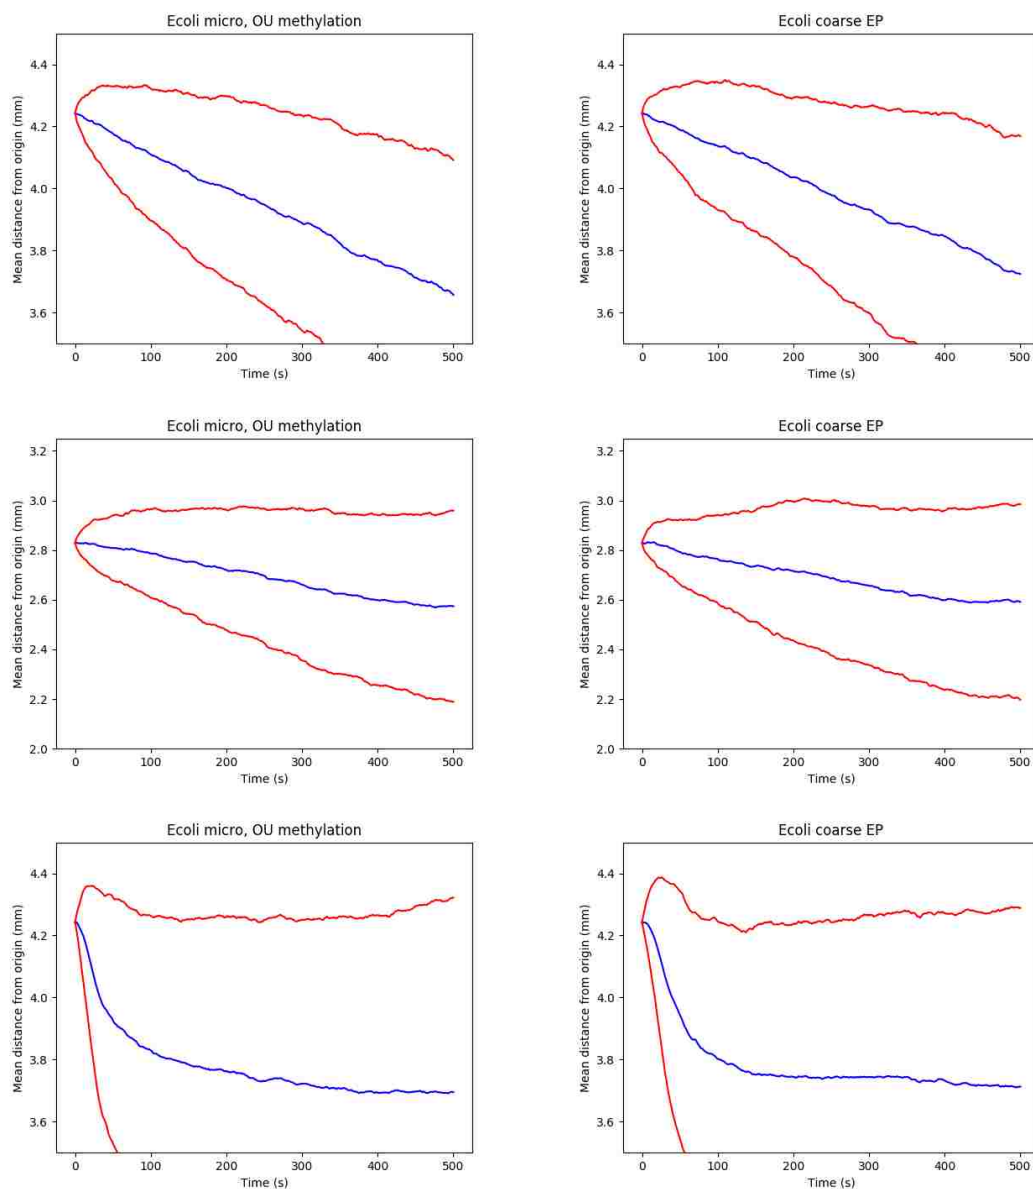 Ecoli micro, OU methylation
Mean distance from origin (mm)
4.4
4.2
4.0
3.8
3.6
0 100 200 300 400 500
Time (s)
Ecoli coarse EP
Mean distance from origin (mm)
4.4
4.2
4.0
3.8
3.6
0 100 200 300 400 500
Time (s)
Ecoli micro, OU methylation
Mean distance from origin (mm)
3.2
3.0
2.8
2.6
2.4
2.2
2.0
0 100 200 300 400 500
Time (s)
Ecoli coarse EP
Mean distance from origin (mm)
3.2
3.0
2.8
2.6
2.4
2.2
2.0
0 100 200 300 400 500
Time (s)
Ecoli micro, OU methylation
Mean distance from origin (mm)
4.4
4.2
4.0
3.8
3.6
0 100 200 300 400 500
Time (s)
Ecoli coarse EP
Mean distance from origin (mm)
4.4
4.2
4.0
3.8
3.6
0 100 200 300 400 500
Time (s)